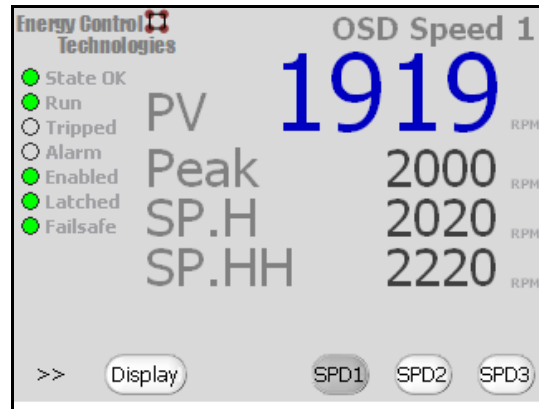 Energy Control
Technologies
OSD Speed 1
State OK
Run
Tripped
Alarm
Enabled
Latched
Failsafe
PV 1919 RPM
Peak 2000 RPM
SP.H 2020 RPM
SP.HH 2220 RPM
>> Display SPD1 SPD2 SPD3